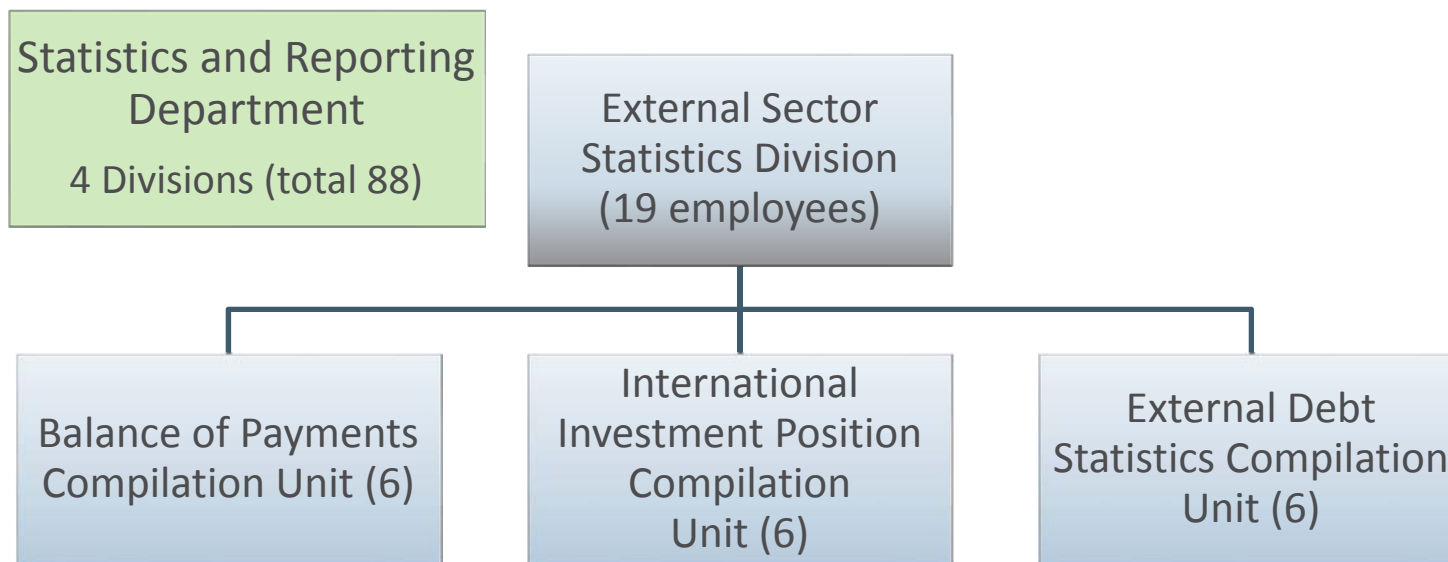 Statistics and Reporting
Department
4 Divisions (total 88)
External Sector
Statistics Division
(19 employees)
Balance of Payments
Compilation Unit (6)
International
Investment Position
Compilation
Unit (6)
External Debt
Statistics Compilation
Unit (6)